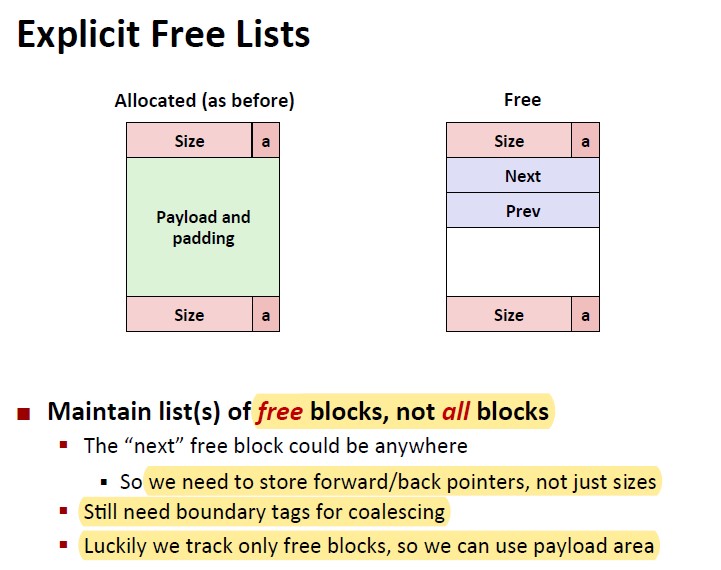 Explicit Free Lists
Allocated (as before)
Free
Size a
Size a
Next
Prev
Payload and
padding
Size a
Size a
Maintain list(s) of free blocks, not all blocks
The “next” free block could be anywhere
So we need to store forward/back pointers, not just sizes
Still need boundary tags for coalescing
Luckily we track only free blocks, so we can use payload area